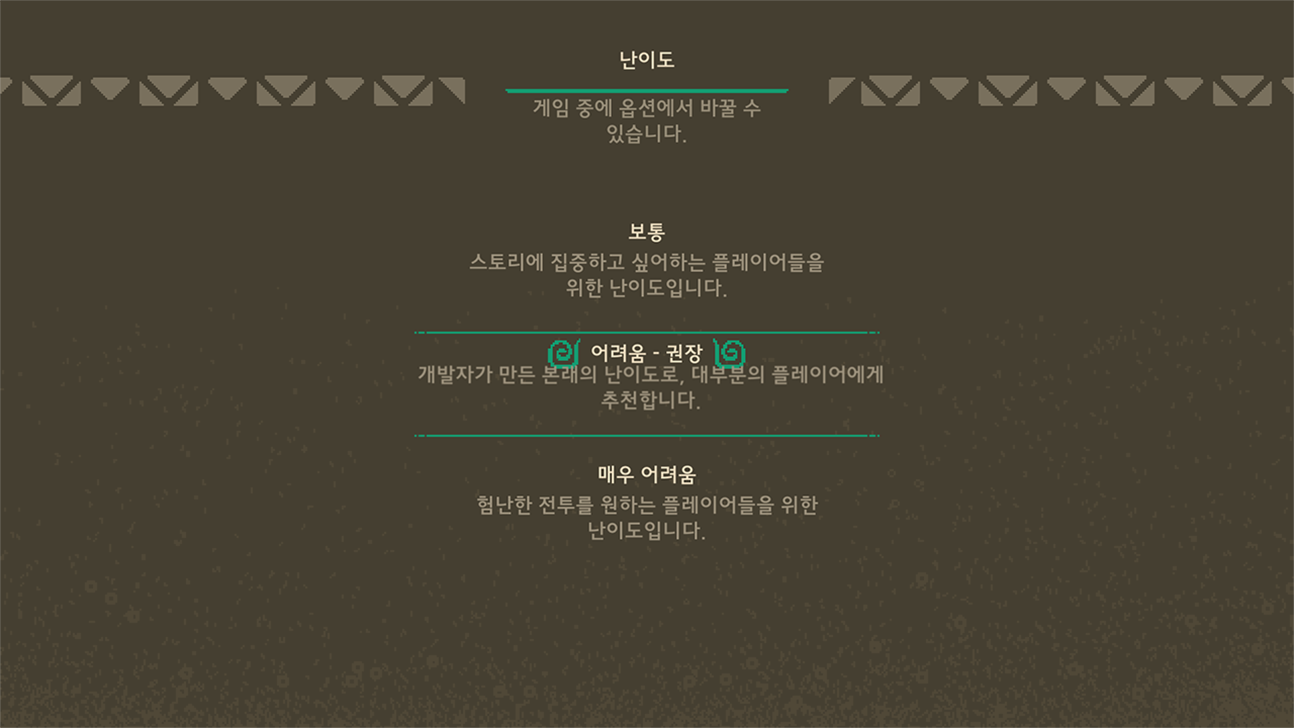 난이도
게임 중에 옵션에서 바꿀 수
있습니다.
보통
스토리에 집중하고 싶어하는 플레이어들을
위한 난이도입니다.
어려움 - 권장
개발자가 만든 본래의 난이도로, 대부분의 플레이어에게
추천합니다.
매우 어려움
험난한 전투를 원하는 플레이어들을 위한
난이도입니다.